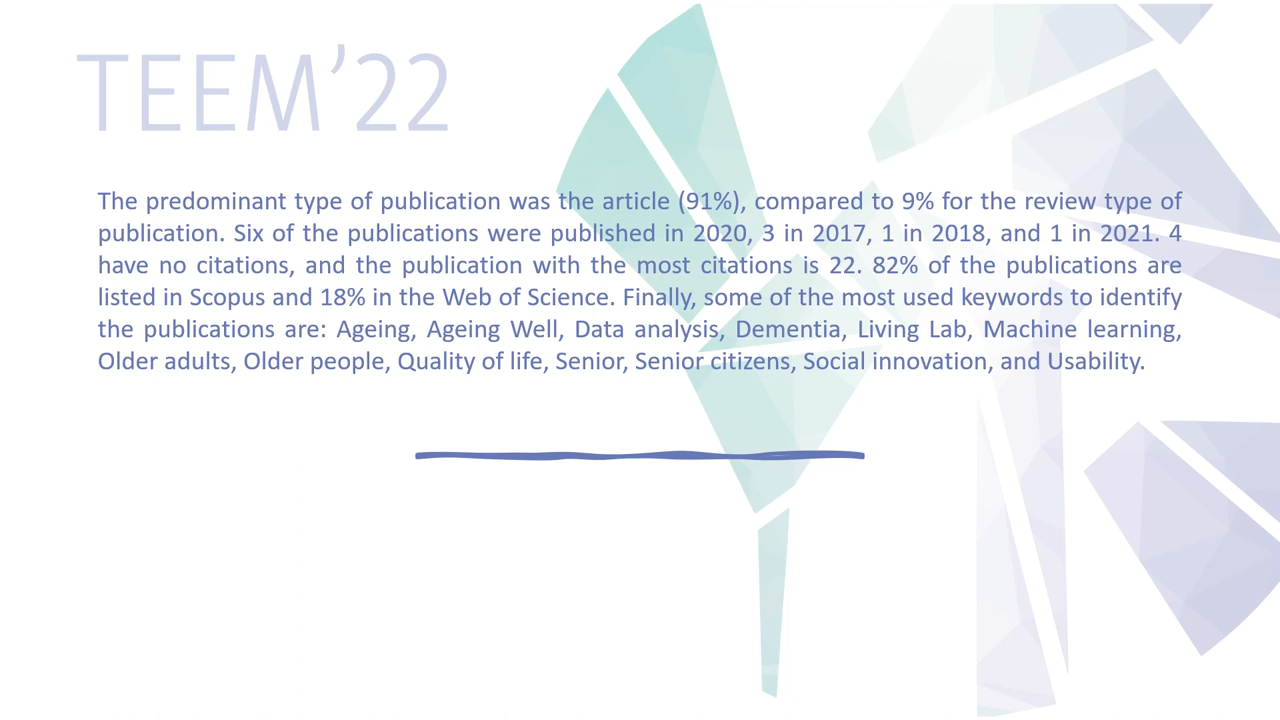 TEEM’22
The predominant type of publication was the article (91%), compared to 9% for the review type of
publication. Six of the publications were published in 2020, 3 in 2017, 1 in 2018, and 1 in 2021. 4
have no citations, and the publication with the most citations is 22. 82% of the publications are
listed in Scopus and 18% in the Web of Science. Finally, some of the most used keywords to identify
the publications are: Ageing, Ageing Well, Data analysis, Dementia, Living Lab, Machine learning,
Older adults, Older people, Quality of life, Senior, Senior citizens, Social innovation, and Usability.